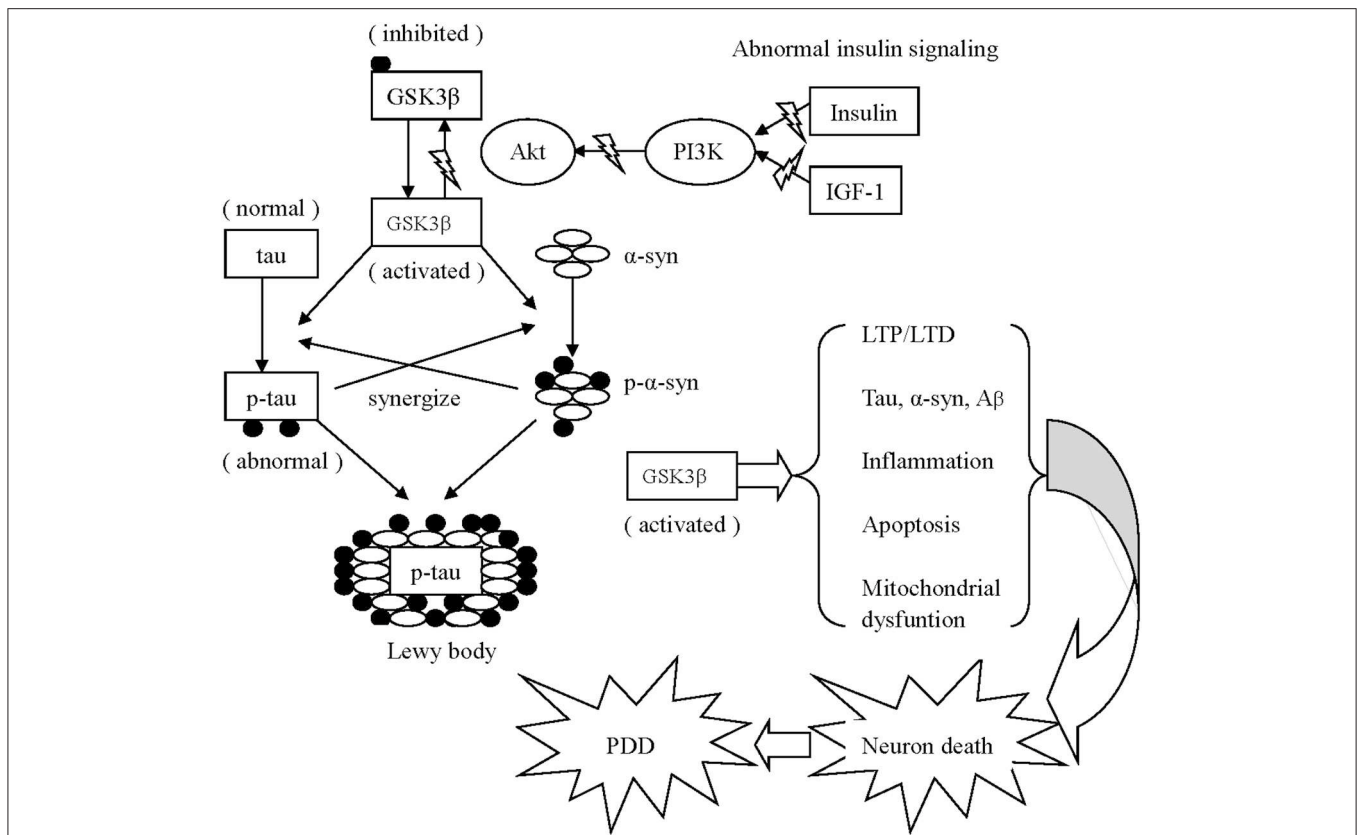 ( inhibited )
Abnormal insulin signaling
GSK3β
Insulin
Akt
PI3K
IGF-1
( normal )
GSK3β
tau
( activated )
α-syn
LTP/LTD
p-tau
synergize
p-α-syn
Tau, α-syn, Aβ
( abnormal )
GSK3β
Inflammation
( activated )
Apoptosis
p-tau
Mitochondrial
dysfuntion
Lewy body
PDD
Neuron death